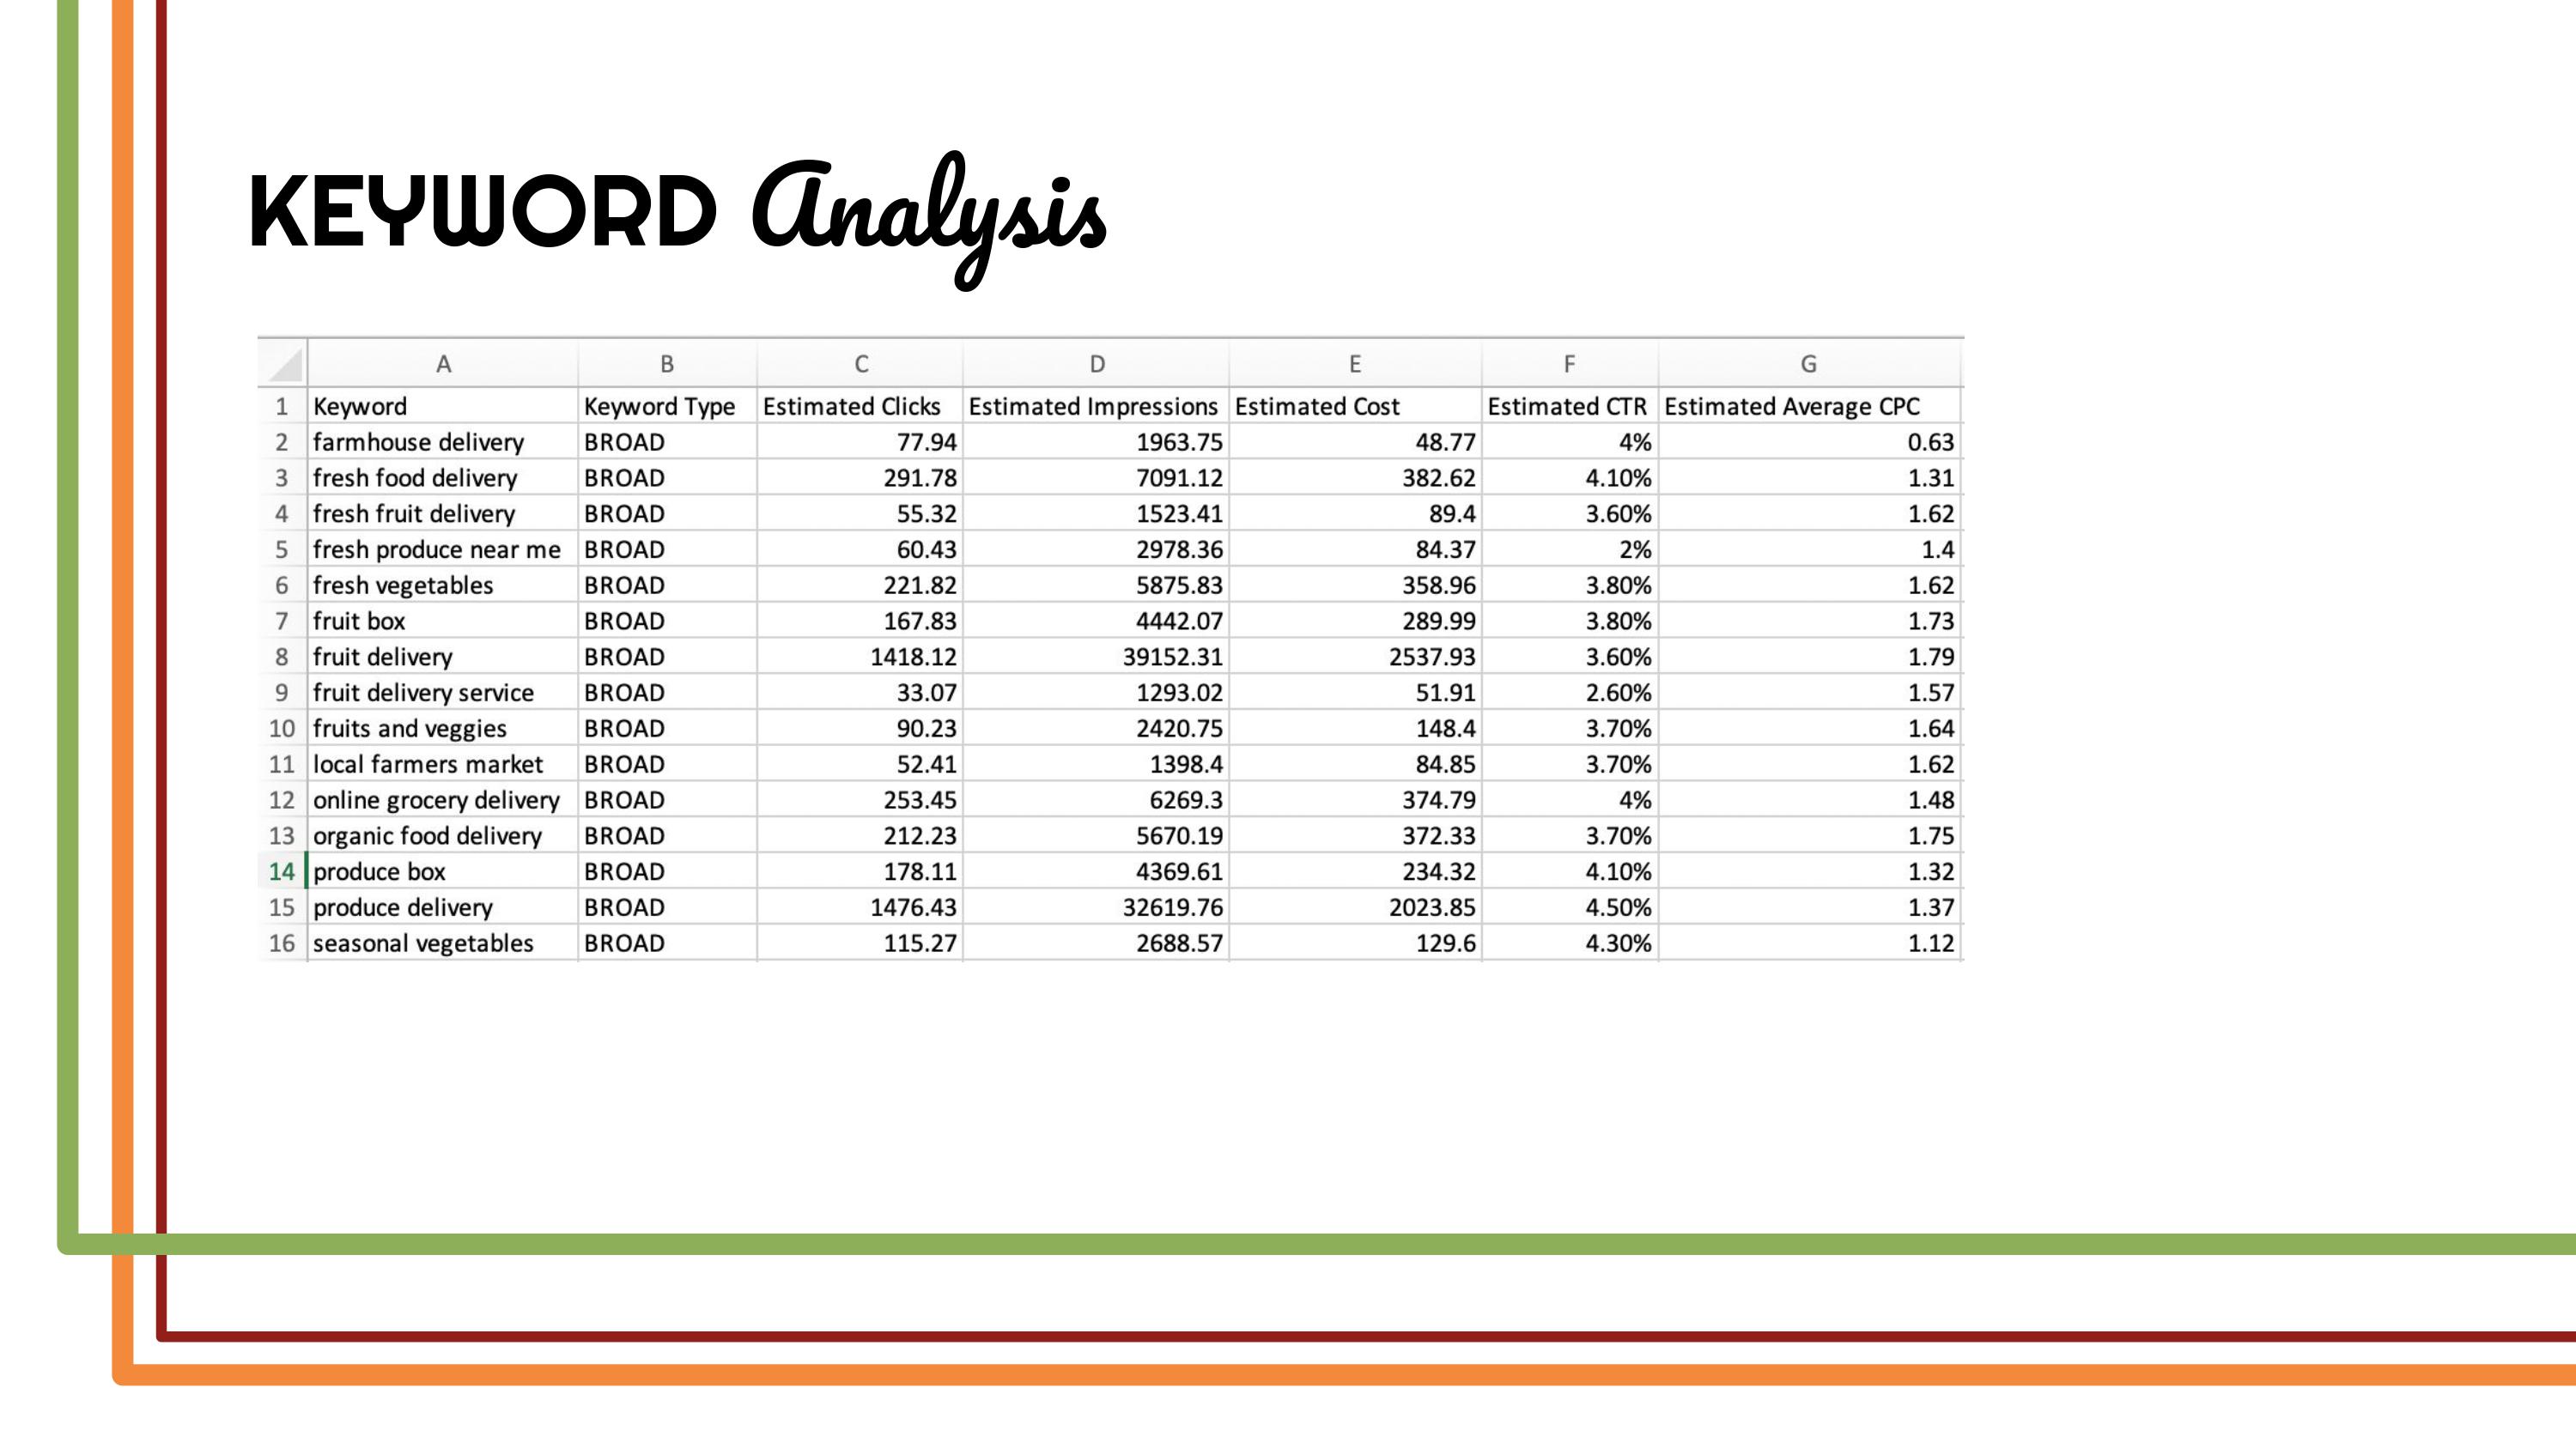 KEYWORD Analysis
A B C D E F G
1 Keyword Keyword Type Estimated Clicks Estimated Impressions Estimated Cost Estimated CTR Estimated Average CPC
2 farmhouse delivery BROAD 77.94 1963.75 48.77 4% 0.63
3 fresh food delivery BROAD 291.78 7091.12 382.62 4.10% 1.31
4 fresh fruit delivery BROAD 55.32 1523.41 89.4 3.60% 1.62
5 fresh produce near me BROAD 60.43 2978.36 84.37 2% 1.4
6 fresh vegetables BROAD 221.82 5875.83 358.96 3.80% 1.62
7 fruit box BROAD 167.83 4442.07 289.99 3.80% 1.73
8 fruit delivery BROAD 1418.12 39152.31 2537.93 3.60% 1.79
9 fruit delivery service BROAD 33.07 1293.02 51.91 2.60% 1.57
10 fruits and veggies BROAD 90.23 2420.75 148.4 3.70% 1.64
11 local farmers market BROAD 52.41 1398.4 84.85 3.70% 1.62
12 online grocery delivery BROAD 253.45 6269.3 374.79 4% 1.48
13 organic food delivery BROAD 212.23 5670.19 372.33 3.70% 1.75
14 produce box BROAD 178.11 4369.61 234.32 4.10% 1.32
15 produce delivery BROAD 1476.43 32619.76 2023.85 4.50% 1.37
16 seasonal vegetables BROAD 115.27 2688.57 129.6 4.30% 1.12